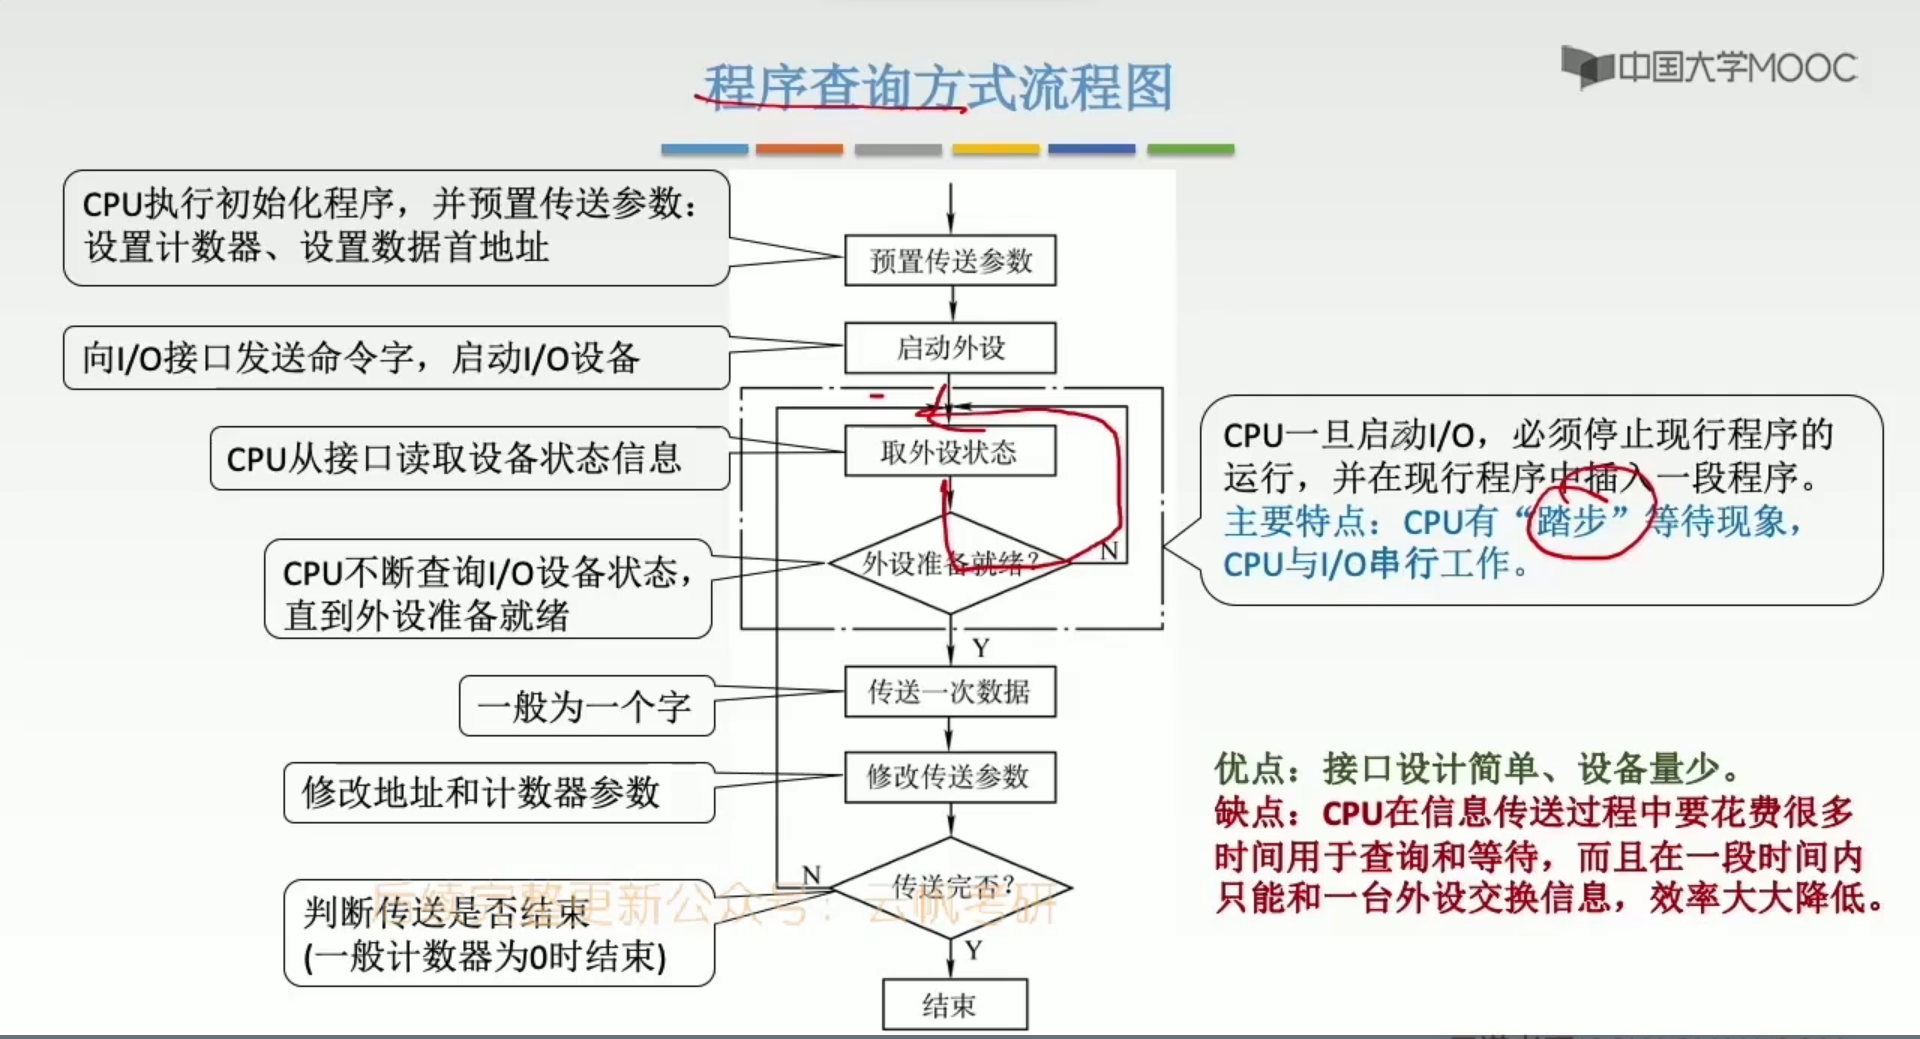 程序查询方式流程图
中国大学MOOC
CPU执行初始化程序，并预置传送参数：
设置计数器、设置数据首地址
预置传送参数
向I/O接口发送命令字，启动I/O设备
启动外设
CPU从接口读取设备状态信息
取外设状态
CPU一旦启动I/O，必须停止现行程序的
运行，并在现行程序中插入一段程序。
主要特点：CPU有“踏步”等待现象，
CPU与I/O串行工作。
CPU不断查询I/O设备状态，
直到外设准备就绪
外设准备就绪？
N
Y
一般为一个字
传送一次数据
修改地址和计数器参数
修改传送参数
优点：接口设计简单、设备量少。
缺点：CPU在信息传送过程中要花费很多
时间用于查询和等待，而且在一段时间内
只能和一台外设交换信息，效率大大降低。
判断传送是否结束
(一般计数器为0时结束)
N
传送完否？
后续完整更新公众号：云帆考研
Y
结束